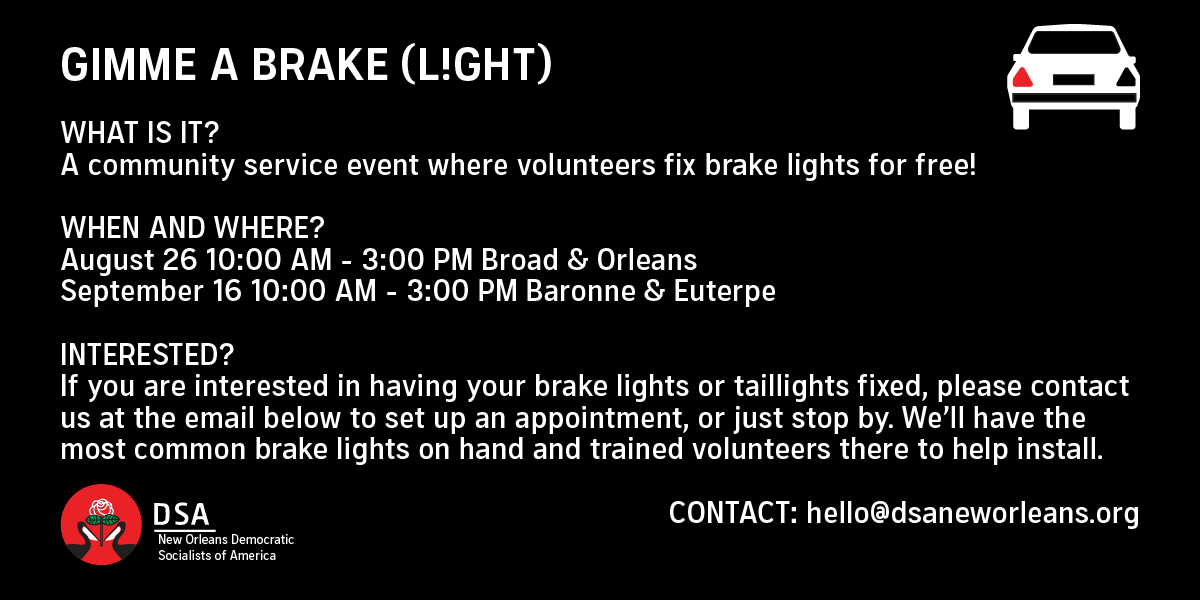 GIMME A BRAKE (L!GHT)
WHAT IS IT?
A community service event where volunteers fix brake lights for free!
WHEN AND WHERE?
August 26 10:00 AM - 3:00 PM Broad & Orleans
September 16 10:00 AM - 3:00 PM Baronne & Euterpe
INTERESTED?
If you are interested in having your brake lights or taillights fixed, please contact
us at the email below to set up an appointment, or just stop by. We’ll have the
most common brake lights on hand and trained volunteers there to help install.
DSA
New Orleans Democratic
Socialists of America
CONTACT: hello@dsaneworleans.org